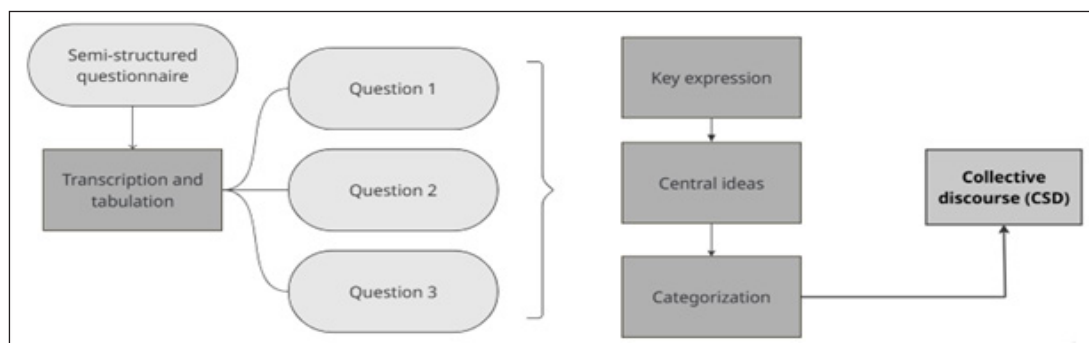 Semi-structured
questionnaire
Transcription and
tabulation
Question 1
Question 2
Question 3
Key expression
Central ideas
Categorization
Collective
discourse (CSD)